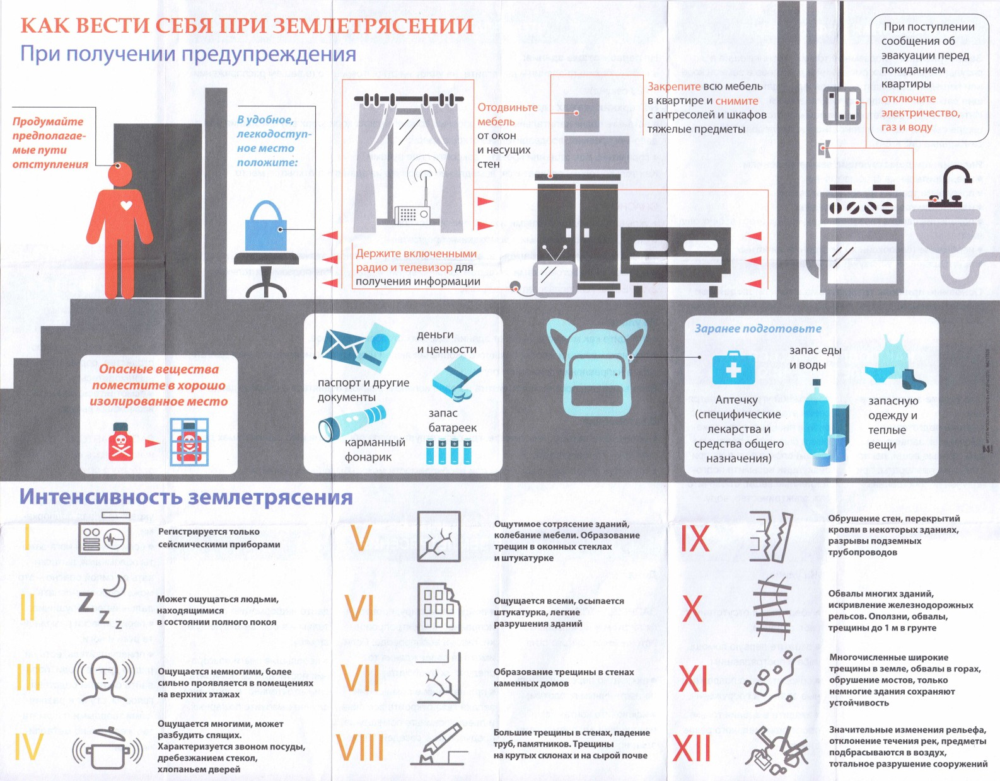 КАК ВЕСТИ СЕБЯ ПРИ ЗЕМЛЕТРЯСЕНИИ
При получении предупреждения
Продумайте
предполагае-
мые пути
отступления
В удобное,
легкодоступ-
ное место
положите:
Отодвиньте
мебель
от окон
и несущих
стен
Закрепите всю мебель
в квартире и снимите
с антресолей и шкафов
тяжелые предметы
При поступлении
сообщения об
эвакуации перед
покиданием
квартиры
отключите
электричество,
газ и воду
Держите включенными
радио и телевизор для
получения информации
Опасные вещества
поместите в хорошо
изолированное место
деньги
и ценности
паспорт и другие
документы
запас
батареек
карманный
фонарик
Заранее подготовьте
запас еды
и воды
Аптечку
(специфические
лекарства и
средства общего
назначения)
запасную
одежду и
теплые
вещи
Интенсивность землетрясения
I
Регистрируется только
сейсмическими приборами
II
Может ощущаться людьми,
находящимися
в состоянии полного покоя
III
Ощущается немногими, более
сильно проявляется в помещениях
на верхних этажах
IV
Ощущается многими, может
разбудить спящих.
Характеризуется звоном посуды,
дребезжанием стекол,
хлопаньем дверей
V
Ощутимое сотрясение зданий,
колебание мебели. Образование
трещин в оконных стеклах
и штукатурке
VI
Ощущается всеми, осыпается
штукатурка, легкие
разрушения зданий
VII
Образование трещины в стенах
каменных домов
VIII
Большие трещины в стенах, падение
труб, памятников. Трещины
на крутых склонах и на сырой почве
IX
Обрушение стен, перекрытий
кровли в некоторых зданиях,
разрывы подземных
трубопроводов
X
Обвалы многих зданий,
искривление железнодорожных
рельсов. Оползни, обвалы,
трещины до 1 м в грунте
XI
Многочисленные широкие
трещины в земле, обвалы в горах,
обрушение мостов, только
немногие здания сохраняют
устойчивость
XII
Значительные изменения рельефа,
отклонение течения рек, предметы
подбрасываются в воздух,
тотальное разрушение сооружений